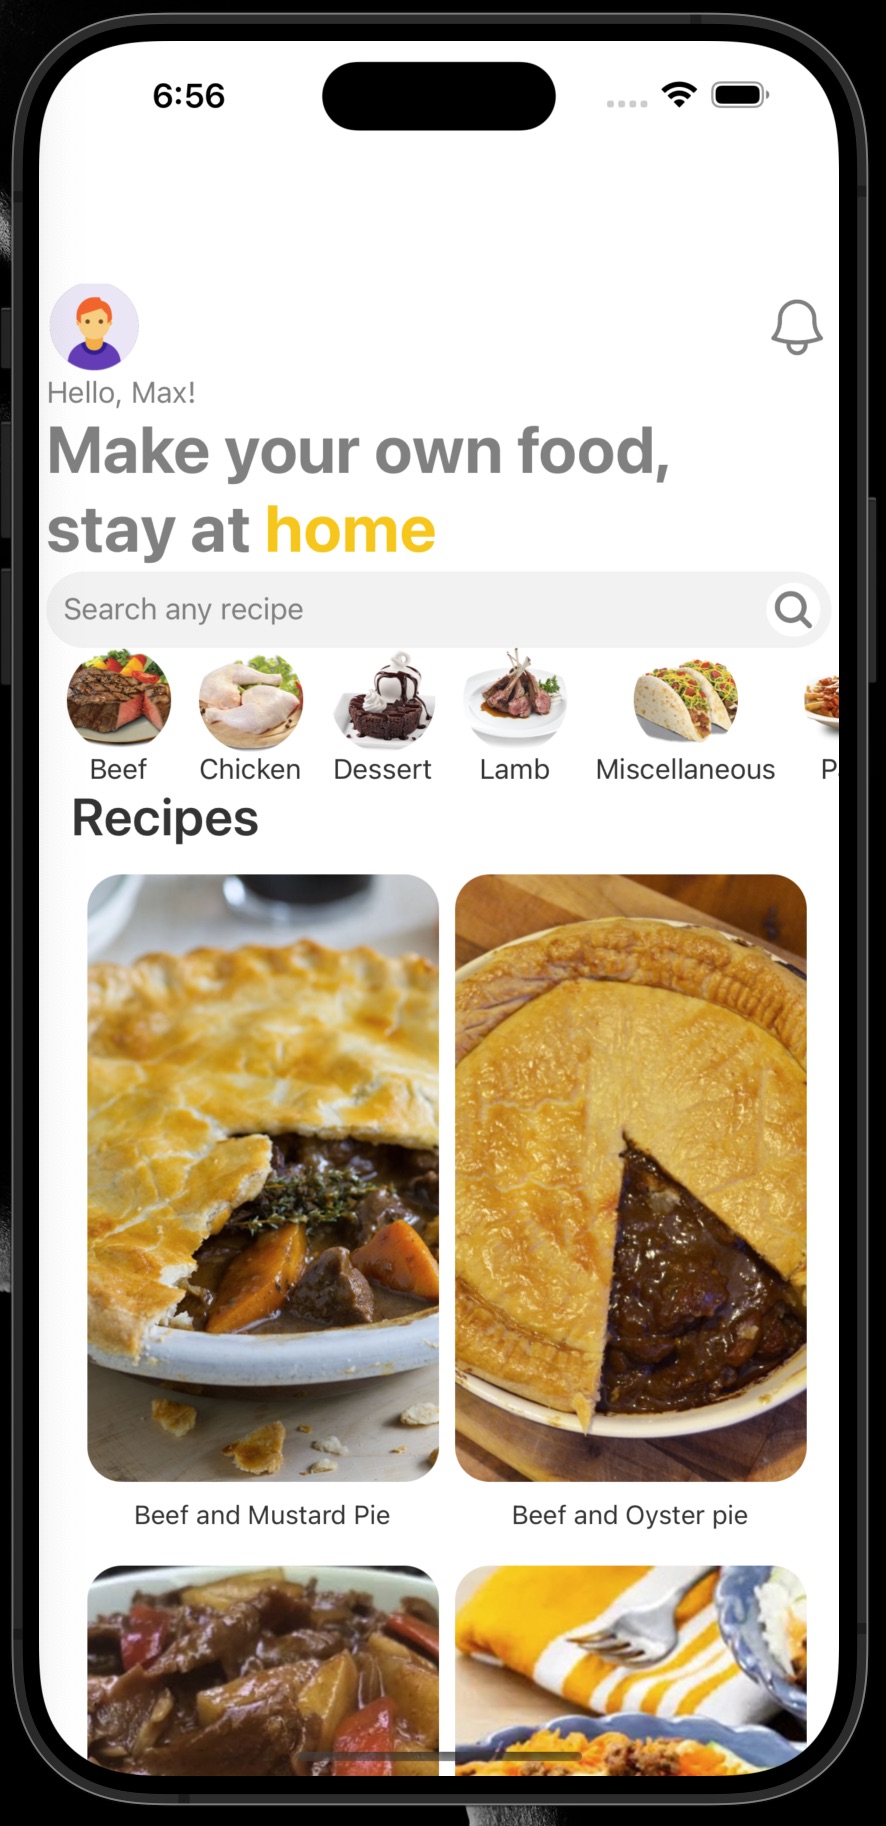 6:56
Hello, Max!
Make your own food,
stay at home
Search any recipe
Beef Chicken Dessert Lamb Miscellaneous P
Recipes
Beef and Mustard Pie Beef and Oyster pie